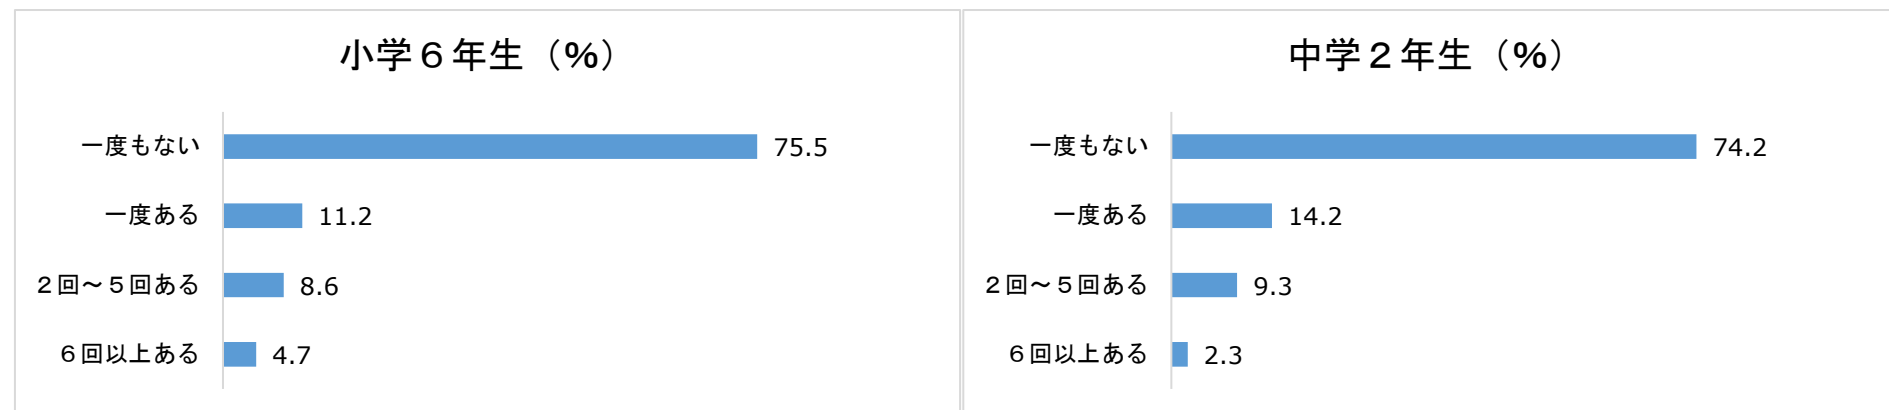 小学６年生（%）
一度もない 75.5
一度ある 11.2
２回～５回ある 8.6
６回以上ある 4.7
中学２年生（%）
一度もない 74.2
一度ある 14.2
２回～５回ある 9.3
６回以上ある 2.3